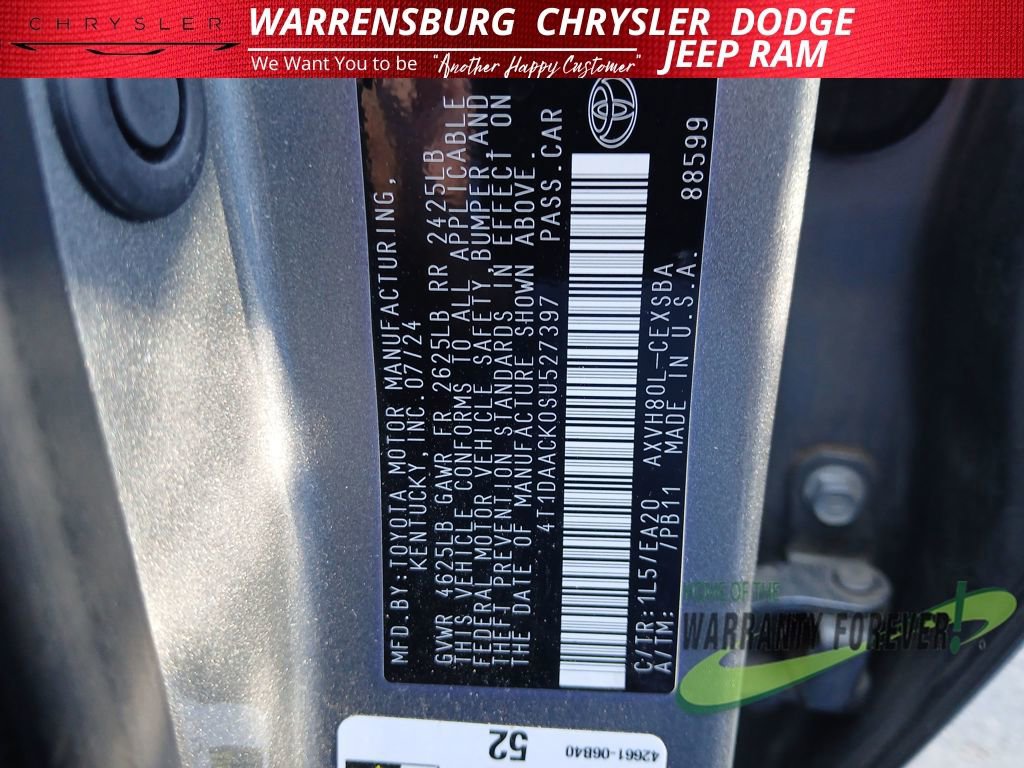 CHRYSLER
WARRENSBURG CHRYSLER DODGE
JEEP RAM
We Want You to be "Another Happy Customer"
MFD.BY:TOYOTA MOTOR MANUFACTURING,
KENTUCKY,INC.07/24
GVWR 4625LB GAWR FR 2625LB RR 2425LB
THIS VEHICLE CONFORMS TO ALL APPLICABLE
FEDERAL MOTOR VEHICLE SAFETY,BUMPER,AND
THEFT PREVENTION STANDARDS IN EFFECT ON
THE DATE OF MANUFACTURE SHOWN ABOVE.
4T1DAACK0SU527397 PASS.CAR
C/TR:1L5/EA20 AXVH80L-CEXSBA
A/TM: /PB11 MADE IN U.S.A. 88599
52
42661-06B40
HOME OF THE
WARRANTY FOREVER!